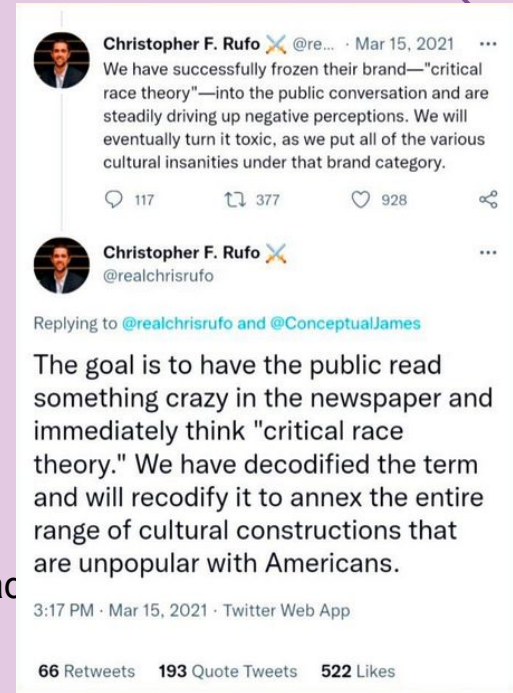 Christopher F. Rufo ⚔️ @re... · Mar 15, 2021
We have successfully frozen their brand—"critical
race theory"—into the public conversation and are
steadily driving up negative perceptions. We will
eventually turn it toxic, as we put all of the various
cultural insanities under that brand category.
117 377 928
Christopher F. Rufo ⚔️
@realchrisrufo
Replying to @realchrisrufo and @ConceptualJames
The goal is to have the public read
something crazy in the newspaper and
immediately think "critical race
theory." We have decodified the term
and will recodify it to annex the entire
range of cultural constructions that
are unpopular with Americans.
3:17 PM · Mar 15, 2021 · Twitter Web App
66 Retweets 193 Quote Tweets 522 Likes